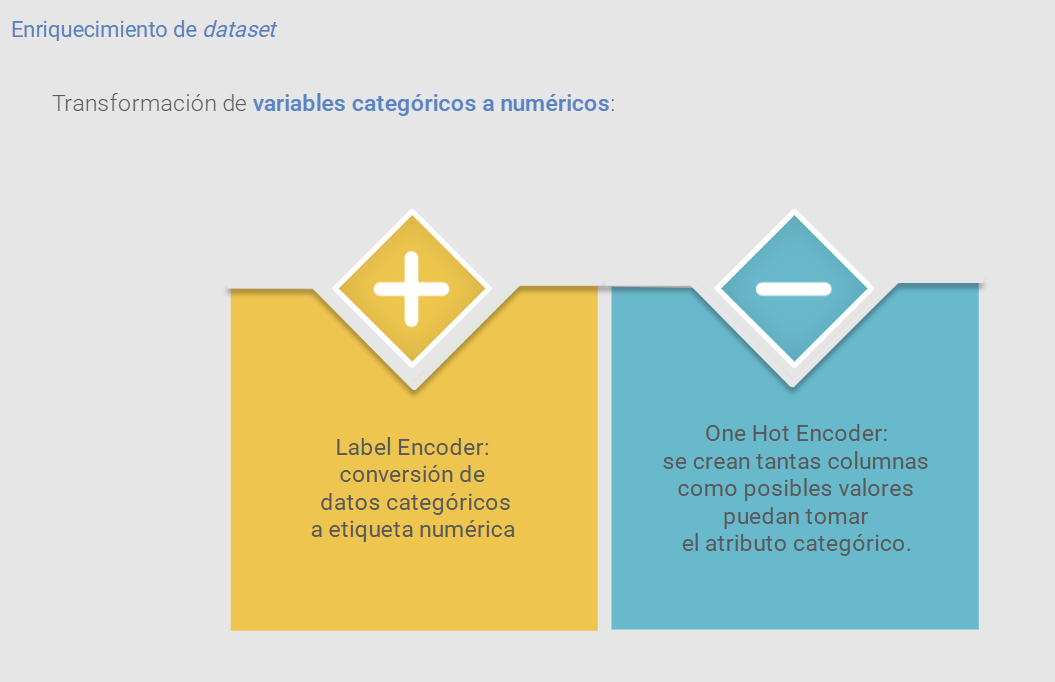 Enriquecimiento de dataset
Transformación de variables categóricos a numéricos:
Label Encoder:
conversión de
datos categóricos
a etiqueta numérica
One Hot Encoder:
se crean tantas columnas
como posibles valores
puedan tomar
el atributo categórico.